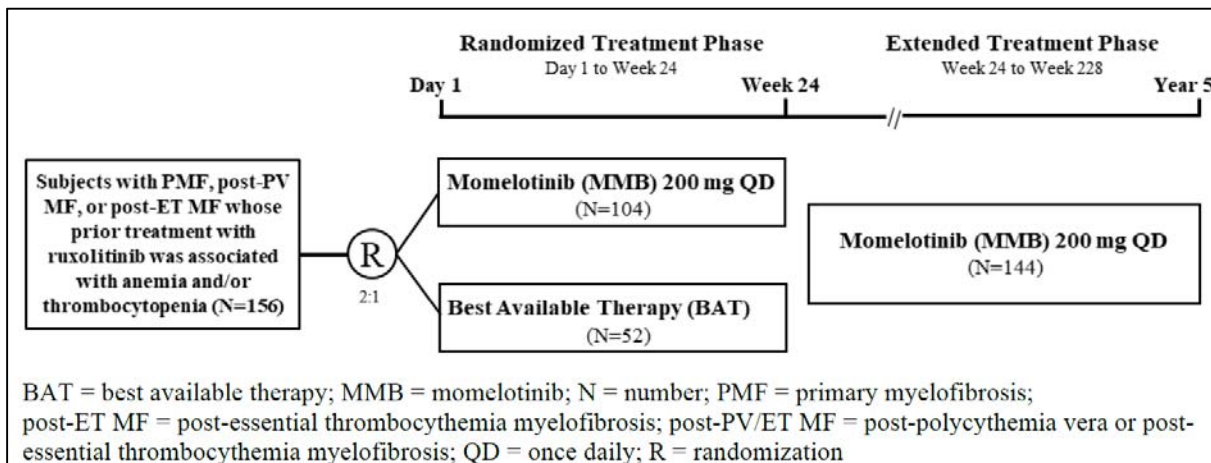 Randomized Treatment Phase
Day 1 to Week 24
Extended Treatment Phase
Week 24 to Week 228
Day 1
Week 24
Year 5
//
Subjects with PMF, post-PV
MF, or post-ET MF whose
prior treatment with
ruxolitinib was associated
with anemia and/or
thrombocytopenia (N=156)
R
2:1
Momelotinib (MMB) 200 mg QD
(N=104)
Best Available Therapy (BAT)
(N=52)
Momelotinib (MMB) 200 mg QD
(N=144)
BAT = best available therapy; MMB = momelotinib; N = number; PMF = primary myelofibrosis;
post-ET MF = post-essential thrombocythemia myelofibrosis; post-PV/ET MF = post-polycythemia vera or post-
essential thrombocythemia myelofibrosis; QD = once daily; R = randomization